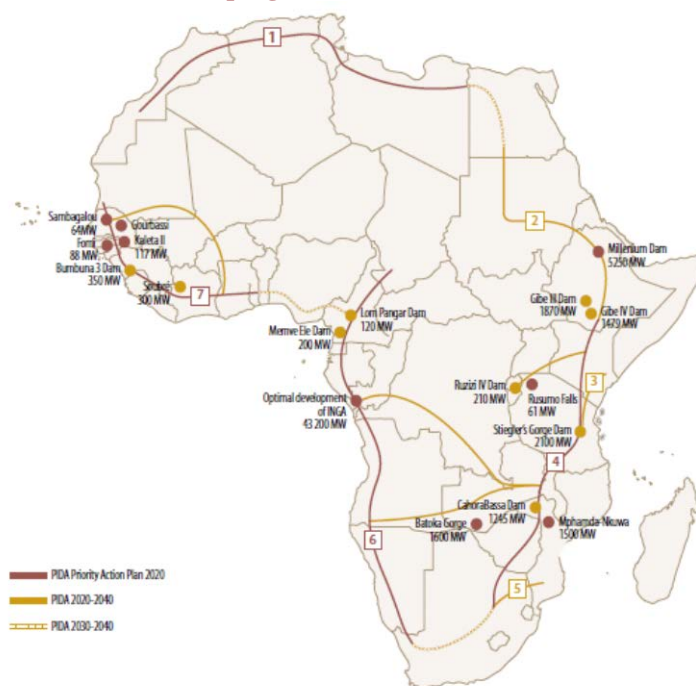 1
Sambagalou
64MW
Gourbassi
Fomi
88 MW
Kaleta II
117 MW
Bumbuna 3 Dam
350 MW
Souberé
300 MW
7
2
Millenium Dam
5250 MW
Gibe III Dam
1870 MW
Gibe IV Dam
1479 MW
Lom Pangar Dam
120 MW
Memve Ele Dam
200 MW
3
Ruzizi IV Dam
210 MW
Rusumo Falls
61 MW
Optimal development
of INGA
43 200 MW
Stiegler's Gorge Dam
2100 MW
4
CahoraBassa Dam
1245 MW
Batoka Gorge
1600 MW
Mphamda-Nkuwa
1500 MW
6
5
PIDA Priority Action Plan 2020
PIDA 2020-2040
PIDA 2030-2040